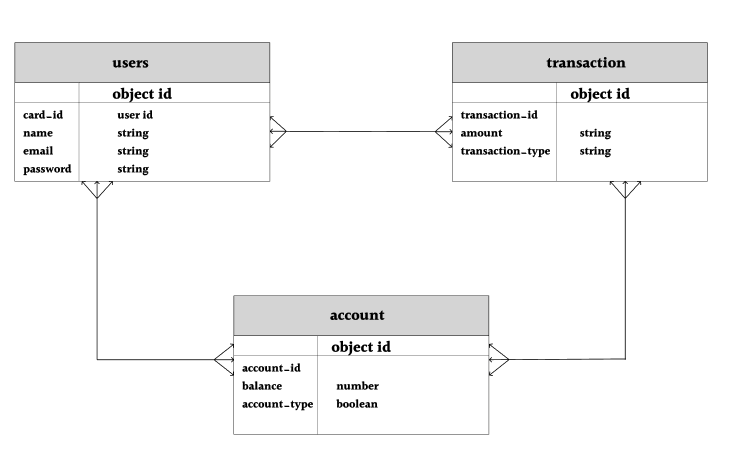 users
object id
card_id user id
name string
email string
password string
transaction
object id
transaction_id
amount string
transaction_type string
account
object id
account_id
balance number
account_type boolean